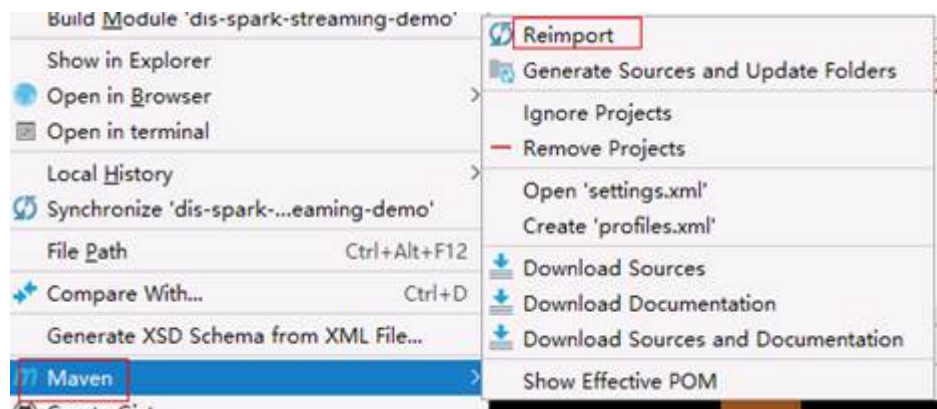 Build Module 'dis-spark-streaming-demo'
Show in Explorer
Open in Browser
Open in terminal
Local History
Synchronize 'dis-spark-...eaming-demo'
File Path Ctrl+Alt+F12
Compare With... Ctrl+D
Generate XSD Schema from XML File...
Maven
Reimport
Generate Sources and Update Folders
Ignore Projects
Remove Projects
Open 'settings.xml'
Create 'profiles.xml'
Download Sources
Download Documentation
Download Sources and Documentation
Show Effective POM